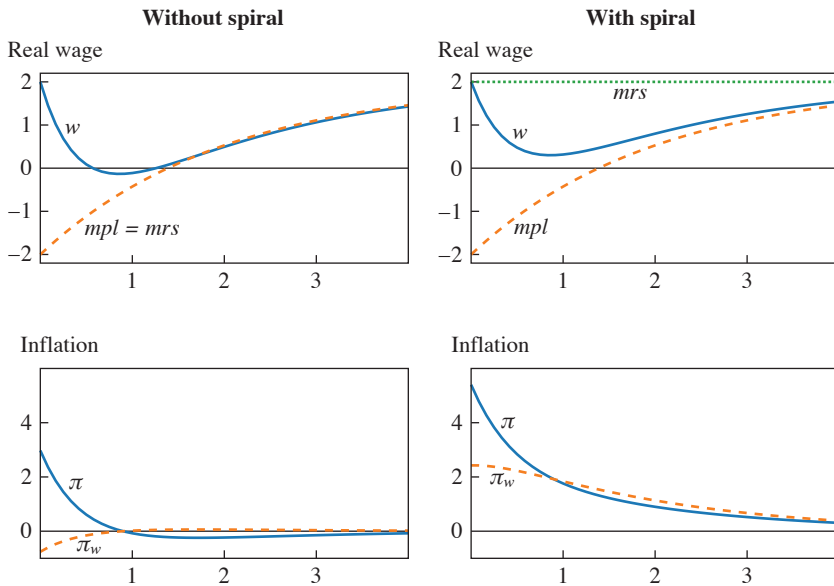 Without spiral
Real wage
2
1
0
−1
−2
w
mpl = mrs
1 2 3
With spiral
Real wage
2
1
0
−1
−2
mrs
w
mpl
1 2 3
Inflation
4
2
0
π
πw
1 2 3
Inflation
4
2
0
π
πw
1 2 3